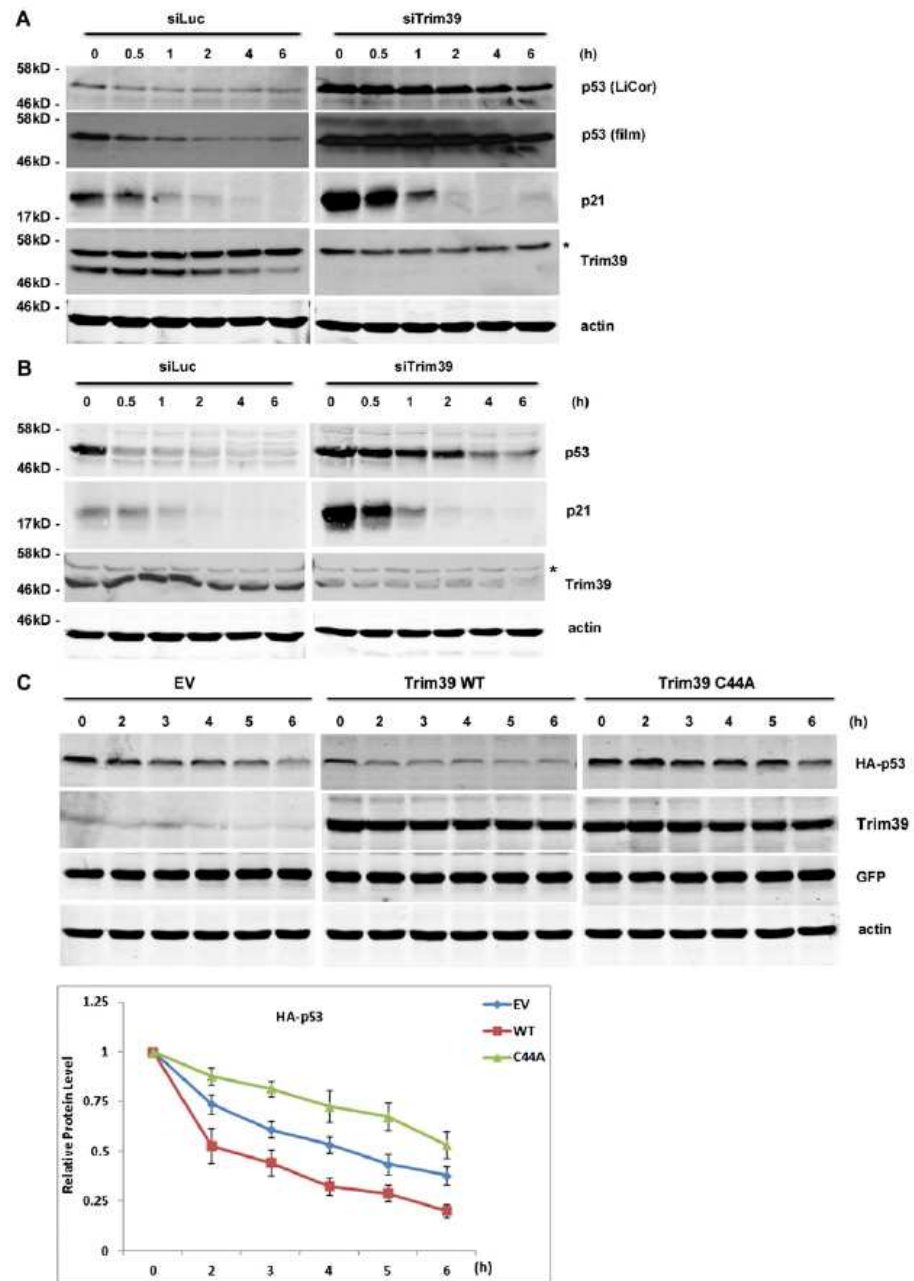 A
siLuc siTrim39
0 0.5 1 2 4 6 0 0.5 1 2 4 6 (h)
58kD -
p53 (LiCor)
46kD -
58kD -
p53 (film)
46kD -
p21
17kD -
58kD -
*
Trim39
46kD -
46kD -
actin
B
siLuc siTrim39
0 0.5 1 2 4 6 0 0.5 1 2 4 6 (h)
58kD -
p53
46kD -
p21
17kD -
58kD -
*
Trim39
46kD -
46kD -
actin
C
EV Trim39 WT Trim39 C44A
0 2 3 4 5 6 0 2 3 4 5 6 0 2 3 4 5 6 (h)
HA-p53
Trim39
GFP
actin
HA-p53
EV
WT
C44A
Relative Protein Level
1.25
1
0.75
0.5
0.25
0
0 2 3 4 5 6 (h)